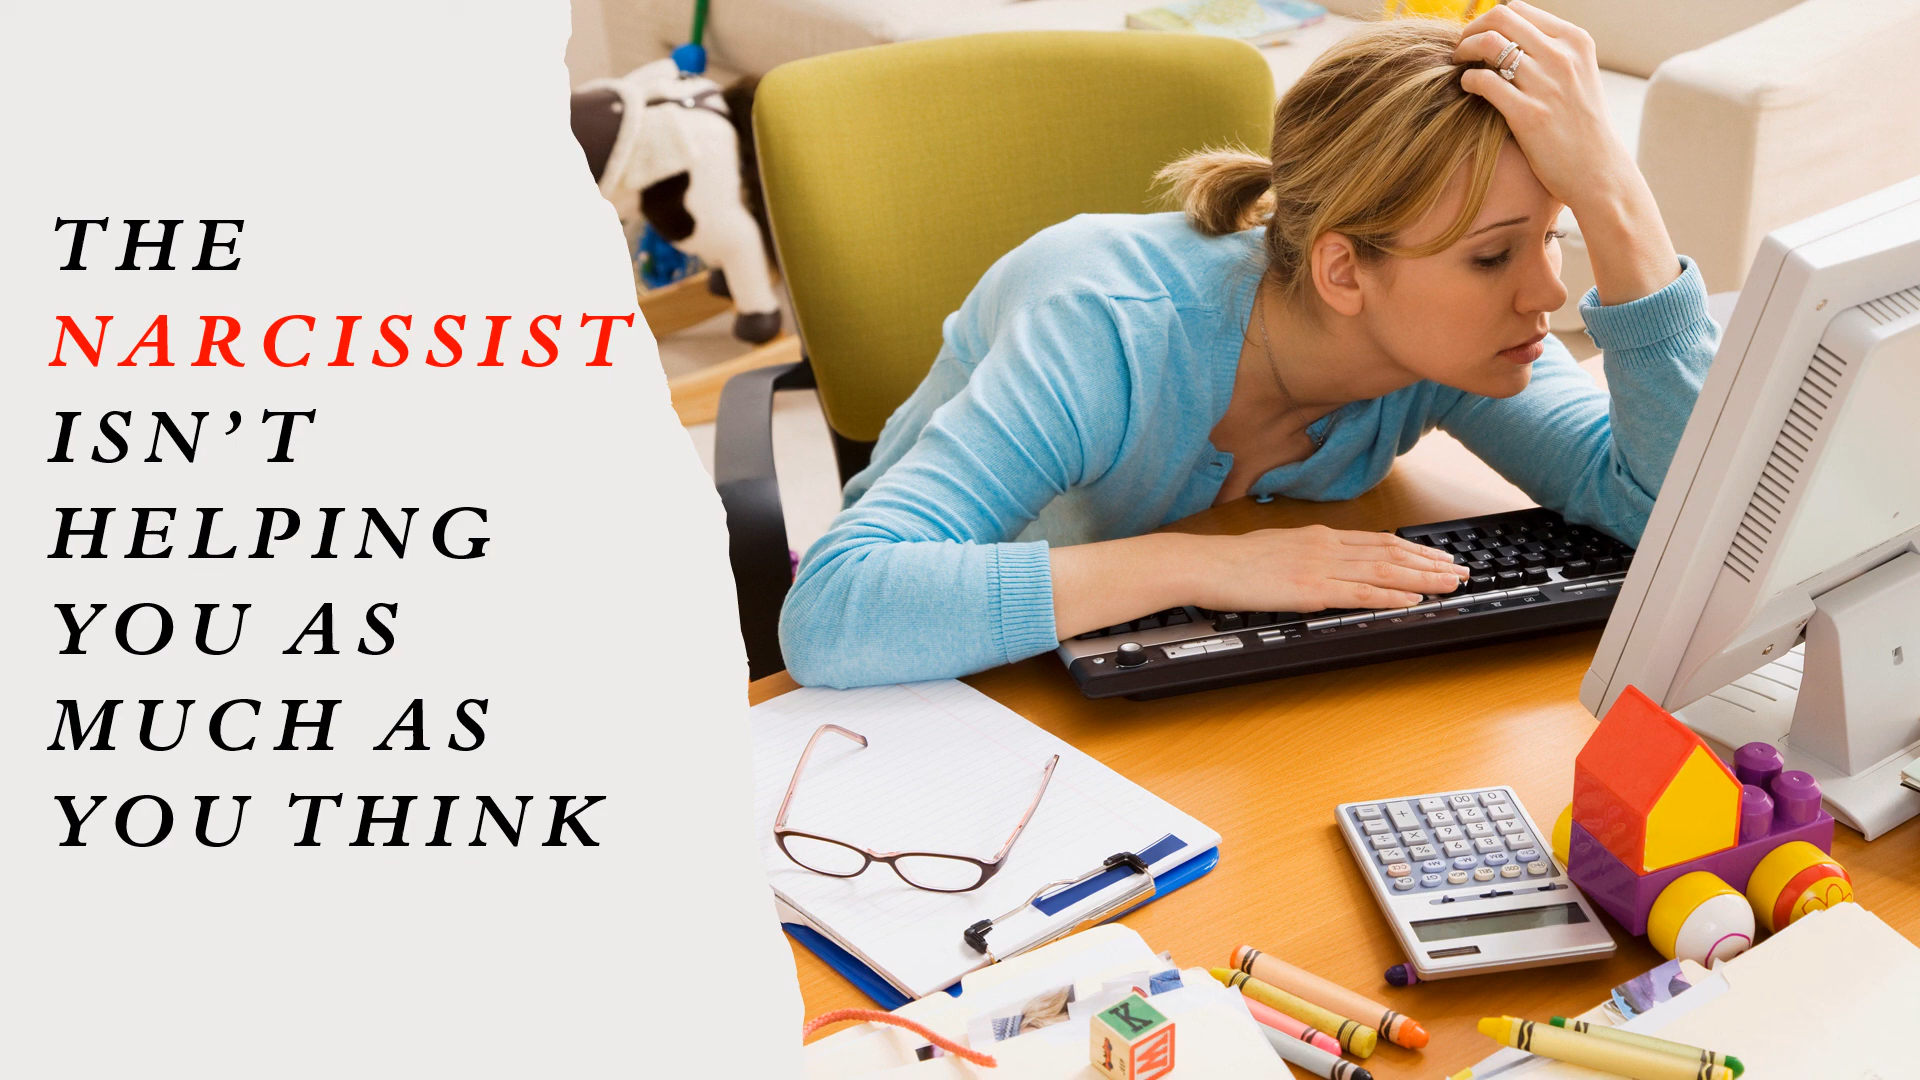 THE
NARCISSIST
ISN'T
HELPING
YOU AS
MUCH AS
YOU THINK
K
W